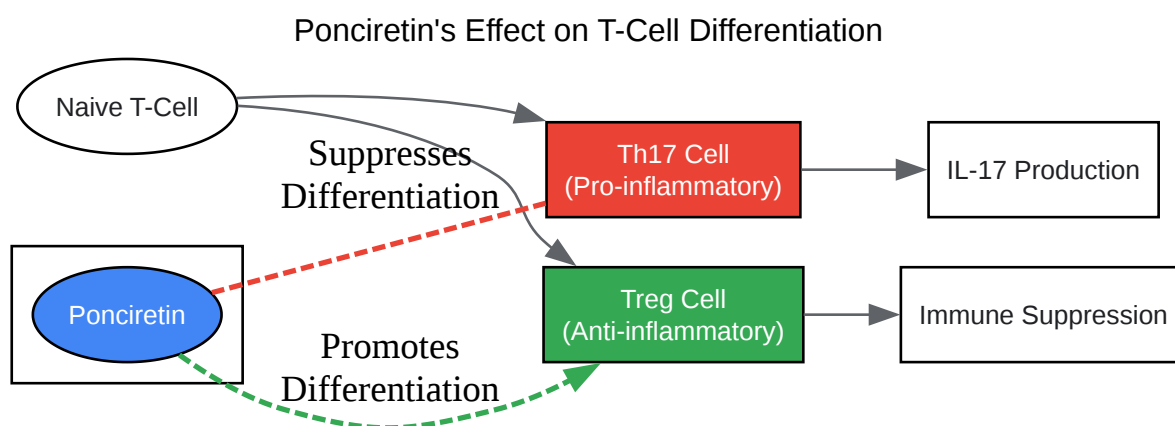 Ponciretin's Effect on T-Cell Differentiation
Naive T-Cell
Suppresses
Differentiation
Th17 Cell
(Pro-inflammatory)
IL-17 Production
Ponciretin
Promotes
Differentiation
Treg Cell
(Anti-inflammatory)
Immune Suppression